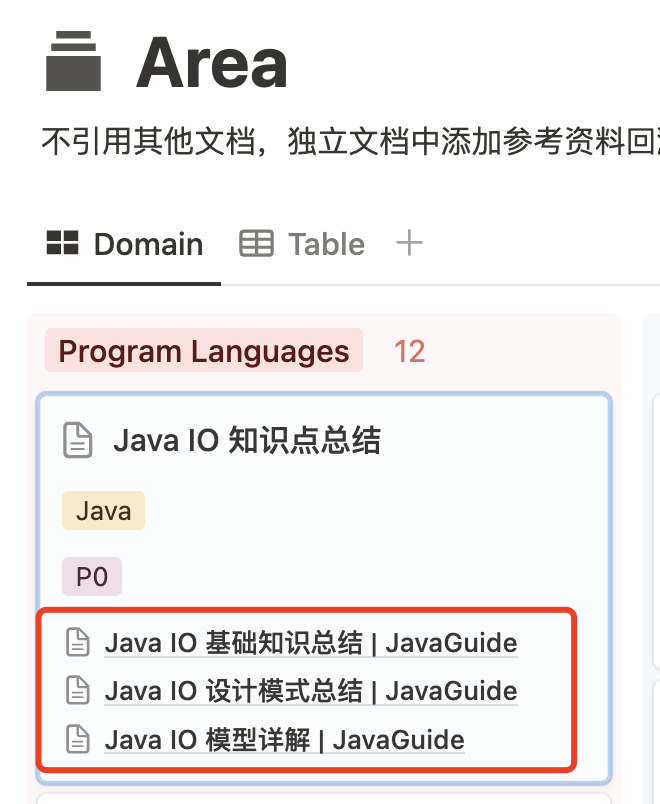 Area
不引用其他文档，独立文档中添加参考资料回
Domain
Table
Program Languages 12
Java IO 知识点总结
Java
P0
Java IO 基础知识总结 | JavaGuide
Java IO 设计模式总结 | JavaGuide
Java IO 模型详解 | JavaGuide